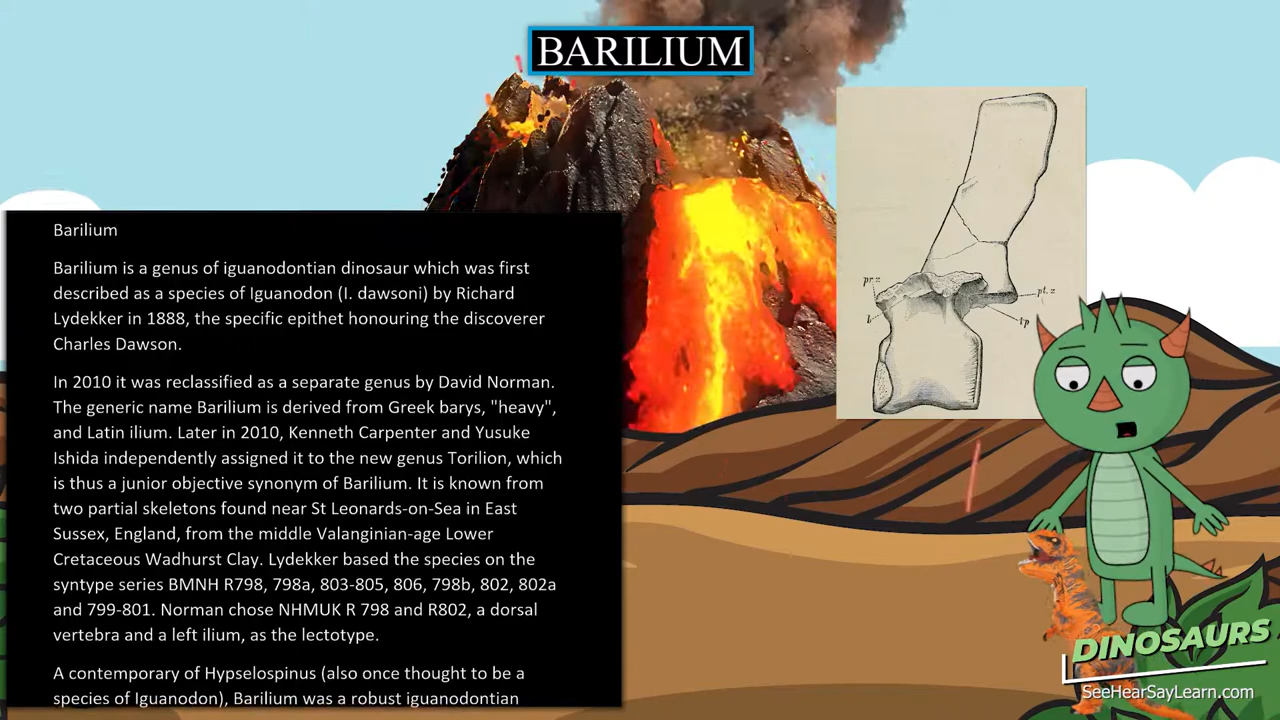 BARILIUM
Barilium
Barilium is a genus of iguanodontian dinosaur which was first
described as a species of Iguanodon (I. dawsoni) by Richard
Lydekker in 1888, the specific epithet honouring the discoverer
Charles Dawson.
In 2010 it was reclassified as a separate genus by David Norman.
The generic name Barilium is derived from Greek barys, "heavy",
and Latin ilium. Later in 2010, Kenneth Carpenter and Yusuke
Ishida independently assigned it to the new genus Torilion, which
is thus a junior objective synonym of Barilium. It is known from
two partial skeletons found near St Leonards-on-Sea in East
Sussex, England, from the middle Valanginian-age Lower
Cretaceous Wadhurst Clay. Lydekker based the species on the
syntype series BMNH R798, 798a, 803-805, 806, 798b, 802, 802a
and 799-801. Norman chose NHMUK R 798 and R802, a dorsal
vertebra and a left ilium, as the lectotype.
A contemporary of Hypselospinus (also once thought to be a
species of Iguanodon), Barilium was a robust iguanodontian
pr. z
pt. z
tp
DINOSAURS
SeeHearSayLearn.com